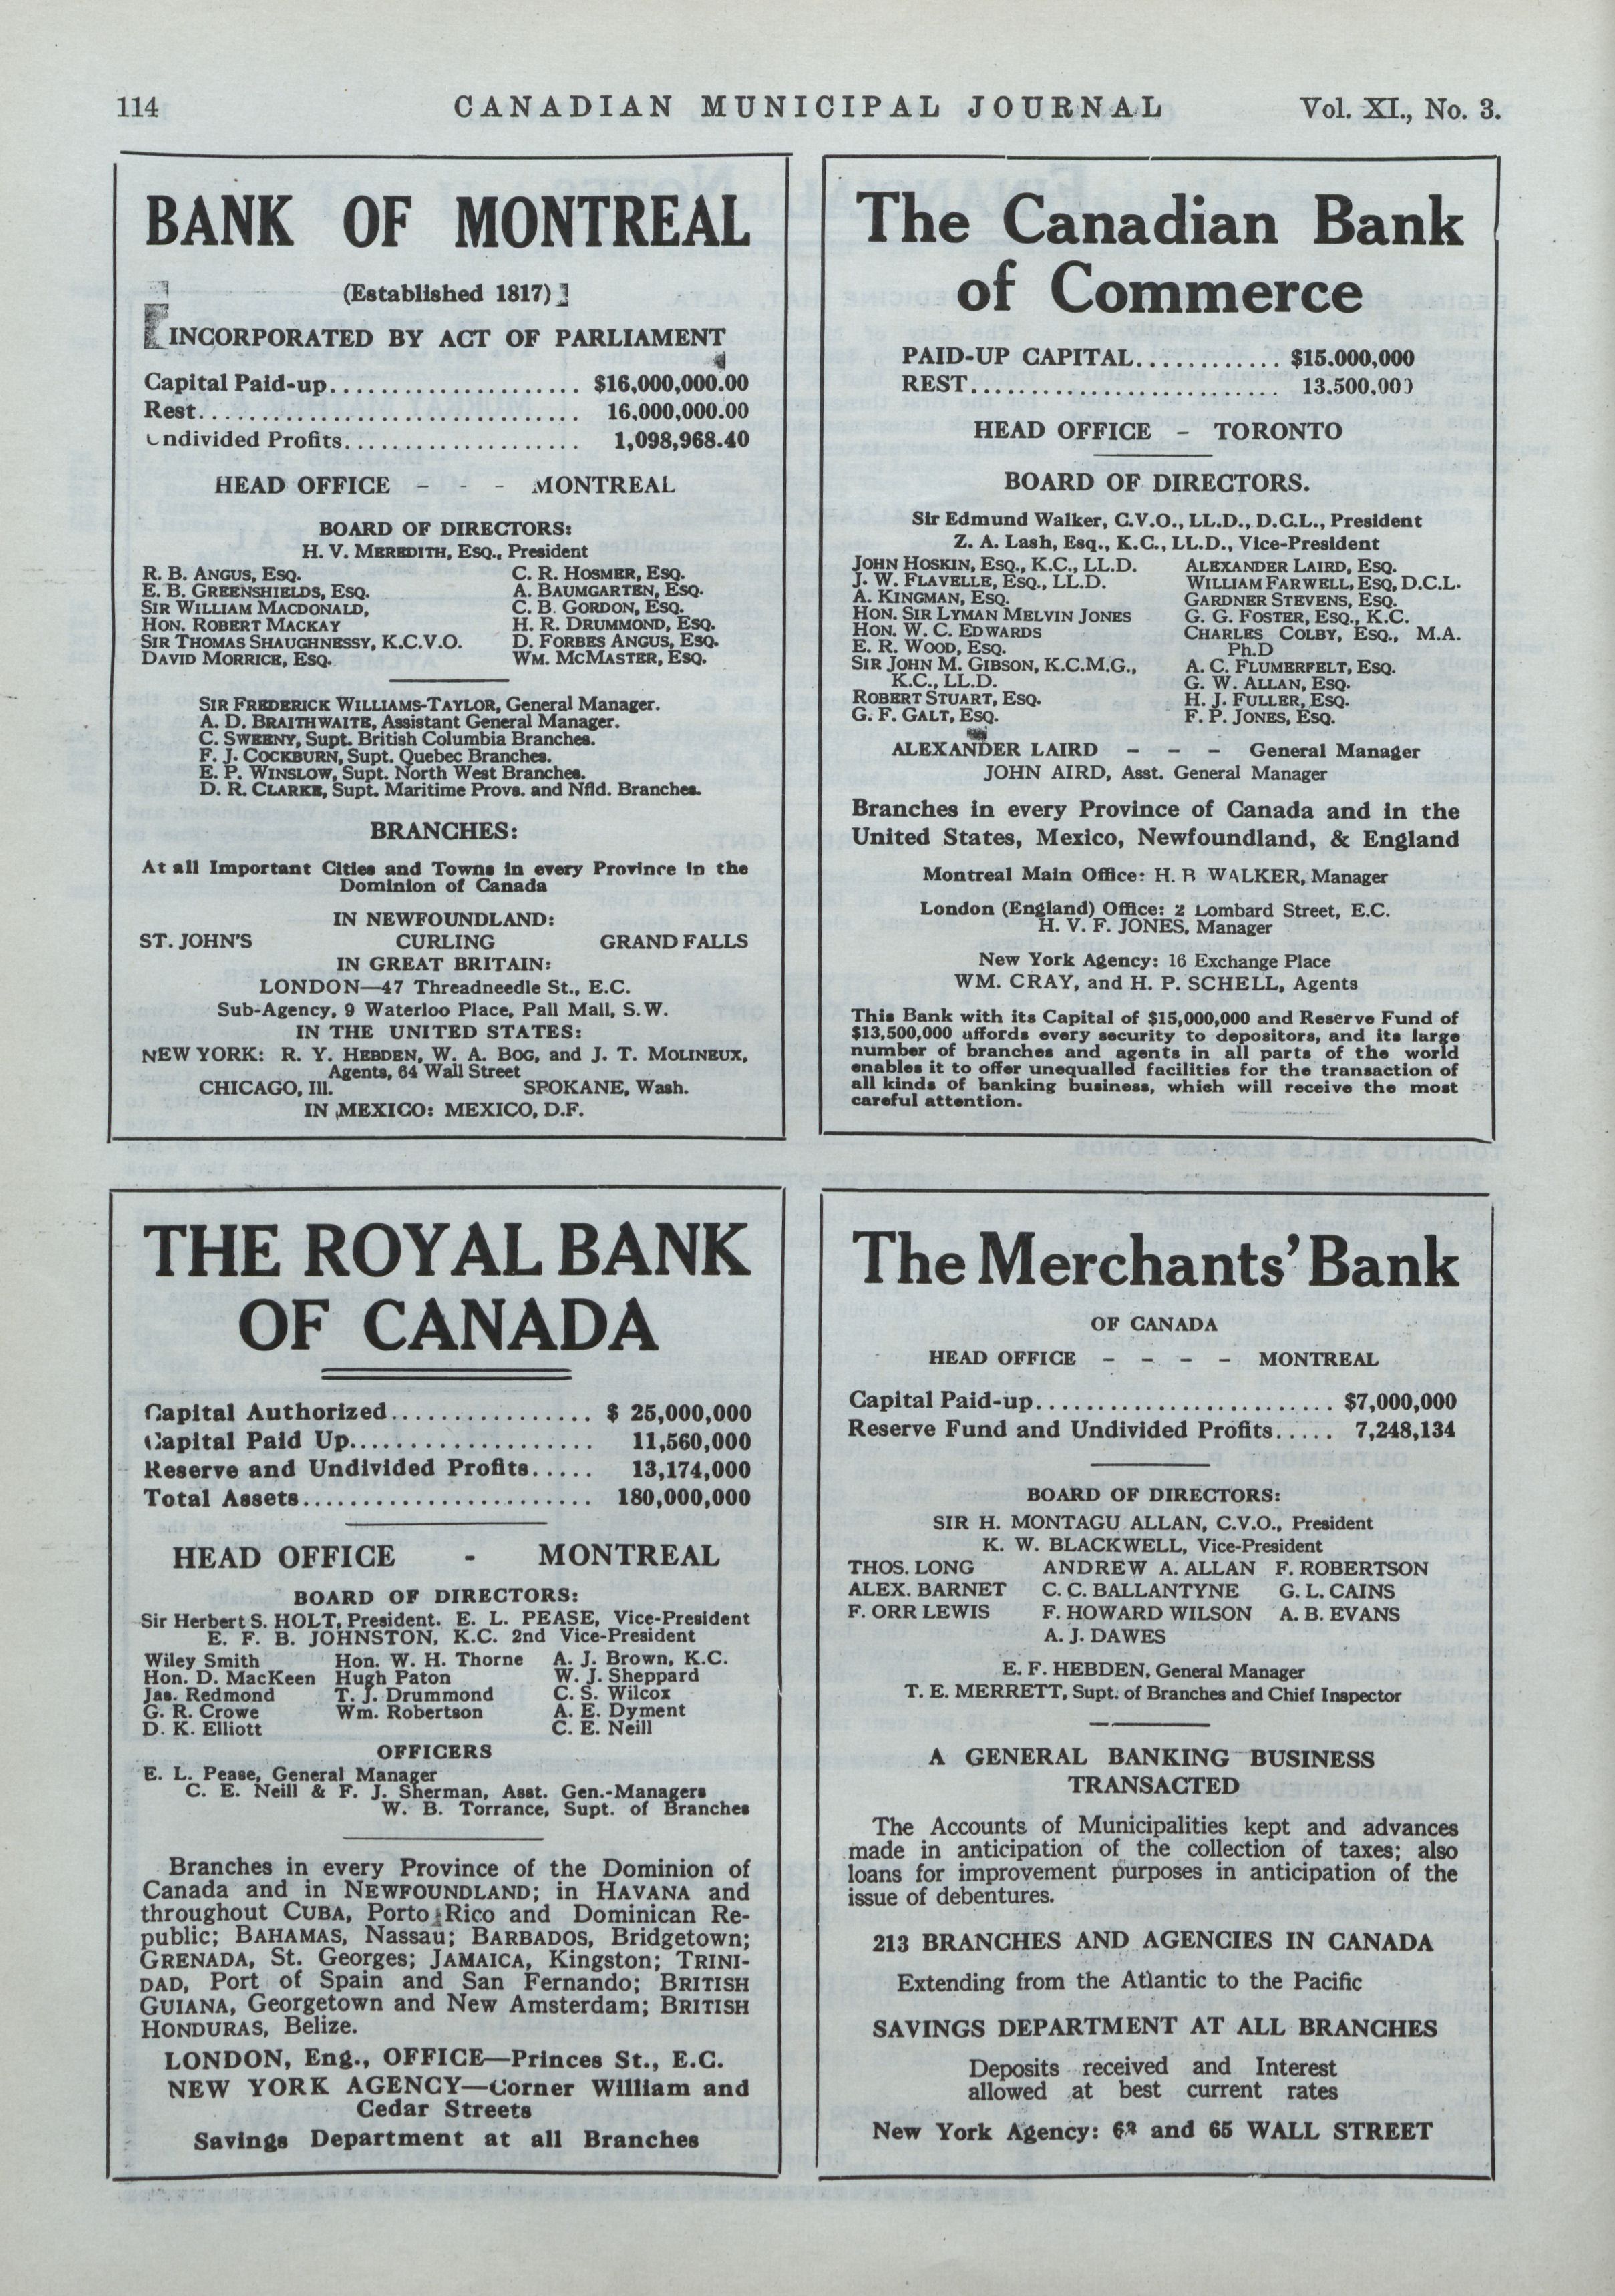 114
CANADIAN MUNICIPAL JOURNAL
Vol. XI., No. 3.
BANK OF MONTREAL
(Established 1817)
INCORPORATED BY ACT OF PARLIAMENT
Capital Paid-up..................... $16,000,000.00
Rest................................ 16,000,000.00
Undivided Profits.................... 1,098,968.40
HEAD OFFICE - - - MONTREAL
BOARD OF DIRECTORS:
H. V. MEREDITH, ESQ., President
R. B. ANGUS, ESQ. C. R. HOSMER, ESQ.
E. B. GREENSHIELDS, ESQ. A. BAUMGARTEN, ESQ.
SIR WILLIAM MACDONALD, C. B. GORDON, ESQ.
HON. ROBERT MACKAY H. R. DRUMMOND, ESQ.
SIR THOMAS SHAUGHNESSY, K.C.V.O. D. FORBES ANGUS, ESQ.
DAVID MORRICE, ESQ. WM. MCMASTER, ESQ.
SIR FREDERICK WILLIAMS-TAYLOR, General Manager.
A. D. BRAITHWAITE, Assistant General Manager.
C. SWEENY, Supt. British Columbia Branches.
F. J. COCKBURN, Supt. Quebec Branches.
E. P. WINSLOW, Supt. North West Branches.
D. R. CLARKE, Supt. Maritime Provs. and Nfld. Branches.
BRANCHES:
At all Important Cities and Towns in every Province in the
Dominion of Canada
IN NEWFOUNDLAND:
ST. JOHN'S CURLING GRAND FALLS
IN GREAT BRITAIN:
LONDON—47 Threadneedle St., E.C.
Sub-Agency, 9 Waterloo Place, Pall Mall, S.W.
IN THE UNITED STATES:
NEW YORK: R. Y. HEBDEN, W. A. BOG, and J. T. MOLINEUX,
Agents, 64 Wall Street
CHICAGO, Ill. SPOKANE, Wash.
IN MEXICO: MEXICO, D.F.
The Canadian Bank
of Commerce
PAID-UP CAPITAL............ $15.000,000
REST.......................... 13.500,000
HEAD OFFICE - TORONTO
BOARD OF DIRECTORS.
Sir Edmund Walker, C.V.O., LL.D., D.C.L., President
Z. A. Lash, Esq., K.C., LL.D., Vice-President
JOHN HOSKIN, ESQ., K.C., LL.D. ALEXANDER LAIRD, ESQ.
J. W. FLAVELLE, ESQ., LL.D. WILLIAM FARWELL, ESQ, D.C.L.
A. KINGMAN, ESQ. GARDNER STEVENS, ESQ.
HON. SIR LYMAN MELVIN JONES G. G. FOSTER, ESQ., K.C.
HON. W. C. EDWARDS CHARLES COLBY, ESQ., M.A.
E. R. WOOD, ESQ. Ph.D
SIR JOHN M. GIBSON, K.C.M.G., A. C. FLUMERFELT, ESQ.
K.C., LL.D. G. W. ALLAN, ESQ.
ROBERT STUART, ESQ. H. J. FULLER, ESQ.
G. F. GALT, ESQ. F. P. JONES, ESQ.
ALEXANDER LAIRD - - - General Manager
JOHN AIRD, Asst. General Manager
Branches in every Province of Canada and in the
United States, Mexico, Newfoundland, & England
Montreal Main Office: H. B WALKER, Manager
London (England) Office: 2 Lombard Street, E.C.
H. V. F. JONES, Manager
New York Agency: 16 Exchange Place
WM. CRAY, and H. P. SCHELL, Agents
This Bank with its Capital of $15,000,000 and Reserve Fund of
$13,500,000 affords every security to depositors, and its large
number of branches and agents in all parts of the world
enables it to offer unequalled facilities for the transaction of
all kinds of banking business, which will receive the most
careful attention.
THE ROYAL BANK
OF CANADA
Capital Authorized................ $ 25,000,000
Capital Paid Up................... 11,560,000
Reserve and Undivided Profits..... 13,174,000
Total Assets........................ 180,000,000
HEAD OFFICE - MONTREAL
BOARD OF DIRECTORS:
Sir Herbert S. HOLT, President. E. L. PEASE, Vice-President
E. F. B. JOHNSTON, K.C. 2nd Vice-President
Wiley Smith Hon. W. H. Thorne A. J. Brown, K.C.
Hon. D. MacKeen Hugh Paton W. J. Sheppard
Jas. Redmond T. J. Drummond C. S. Wilcox
G. R. Crowe Wm. Robertson A. E. Dyment
D. K. Elliott C. E. Neill
OFFICERS
E. L. Pease, General Manager
C. E. Neill & F. J. Sherman, Asst. Gen.-Managers
W. B. Torrance, Supt. of Branches
Branches in every Province of the Dominion of
Canada and in NEWFOUNDLAND; in HAVANA and
throughout CUBA, Porto Rico and Dominican Re-
public; BAHAMAS, Nassau; BARBADOS, Bridgetown;
GRENADA, St. Georges; JAMAICA, Kingston; TRINI-
DAD, Port of Spain and San Fernando; BRITISH
GUIANA, Georgetown and New Amsterdam; BRITISH
HONDURAS, Belize.
LONDON, Eng., OFFICE—Princes St., E.C.
NEW YORK AGENCY—Corner William and
Cedar Streets
Savings Department at all Branches
The Merchants' Bank
OF CANADA
HEAD OFFICE - - - - MONTREAL
Capital Paid-up......................... $7,000,000
Reserve Fund and Undivided Profits..... 7,248,134
BOARD OF DIRECTORS:
SIR H. MONTAGU ALLAN, C.V.O., President
K. W. BLACKWELL, Vice-President
THOS. LONG ANDREW A. ALLAN F. ROBERTSON
ALEX. BARNET C. C. BALLANTYNE G. L. CAINS
F. ORR LEWIS F. HOWARD WILSON A. B. EVANS
A. J. DAWES
E. F. HEBDEN, General Manager
T. E. MERRETT, Supt. of Branches and Chief Inspector
A GENERAL BANKING BUSINESS
TRANSACTED
The Accounts of Municipalities kept and advances
made in anticipation of the collection of taxes; also
loans for improvement purposes in anticipation of the
issue of debentures.
213 BRANCHES AND AGENCIES IN CANADA
Extending from the Atlantic to the Pacific
SAVINGS DEPARTMENT AT ALL BRANCHES
Deposits received and Interest
allowed at best current rates
New York Agency: 63 and 65 WALL STREET